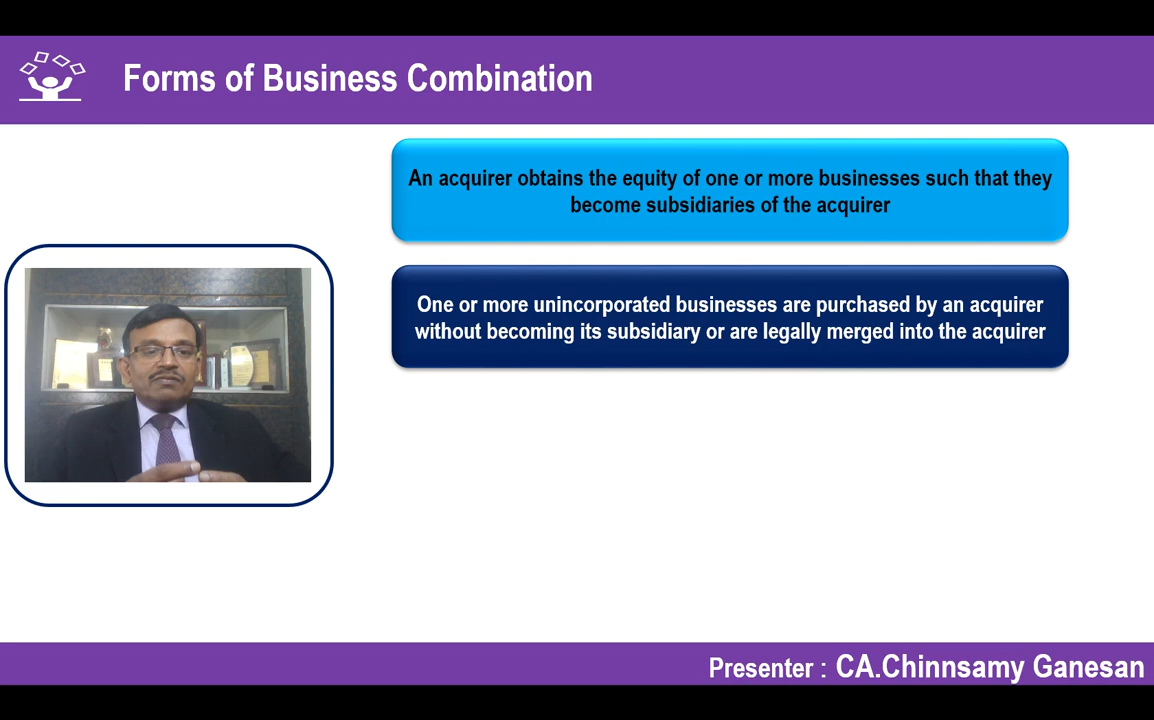 Forms of Business Combination
An acquirer obtains the equity of one or more businesses such that they
become subsidiaries of the acquirer
One or more unincorporated businesses are purchased by an acquirer
without becoming its subsidiary or are legally merged into the acquirer
Presenter : CA.Chinnsamy Ganesan